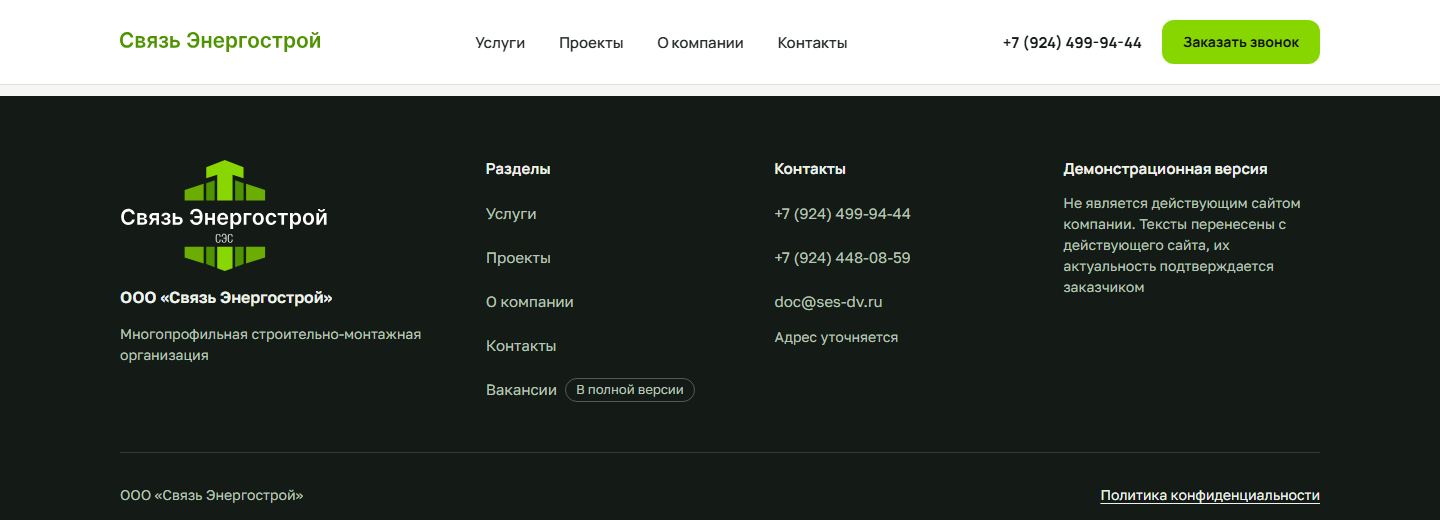 Связь Энергострой
Услуги
Проекты
О компании
Контакты
+7 (924) 499-94-44
Заказать звонок
Связь Энергострой
СЭС
ООО «Связь Энергострой»
Многопрофильная строительно-монтажная
организация
Разделы
Услуги
Проекты
О компании
Контакты
Вакансии В полной версии
Контакты
+7 (924) 499-94-44
+7 (924) 448-08-59
doc@ses-dv.ru
Адрес уточняется
Демонстрационная версия
Не является действующим сайтом
компании. Тексты перенесены с
действующего сайта, их
актуальность подтверждается
заказчиком
ООО «Связь Энергострой»
Политика конфиденциальности